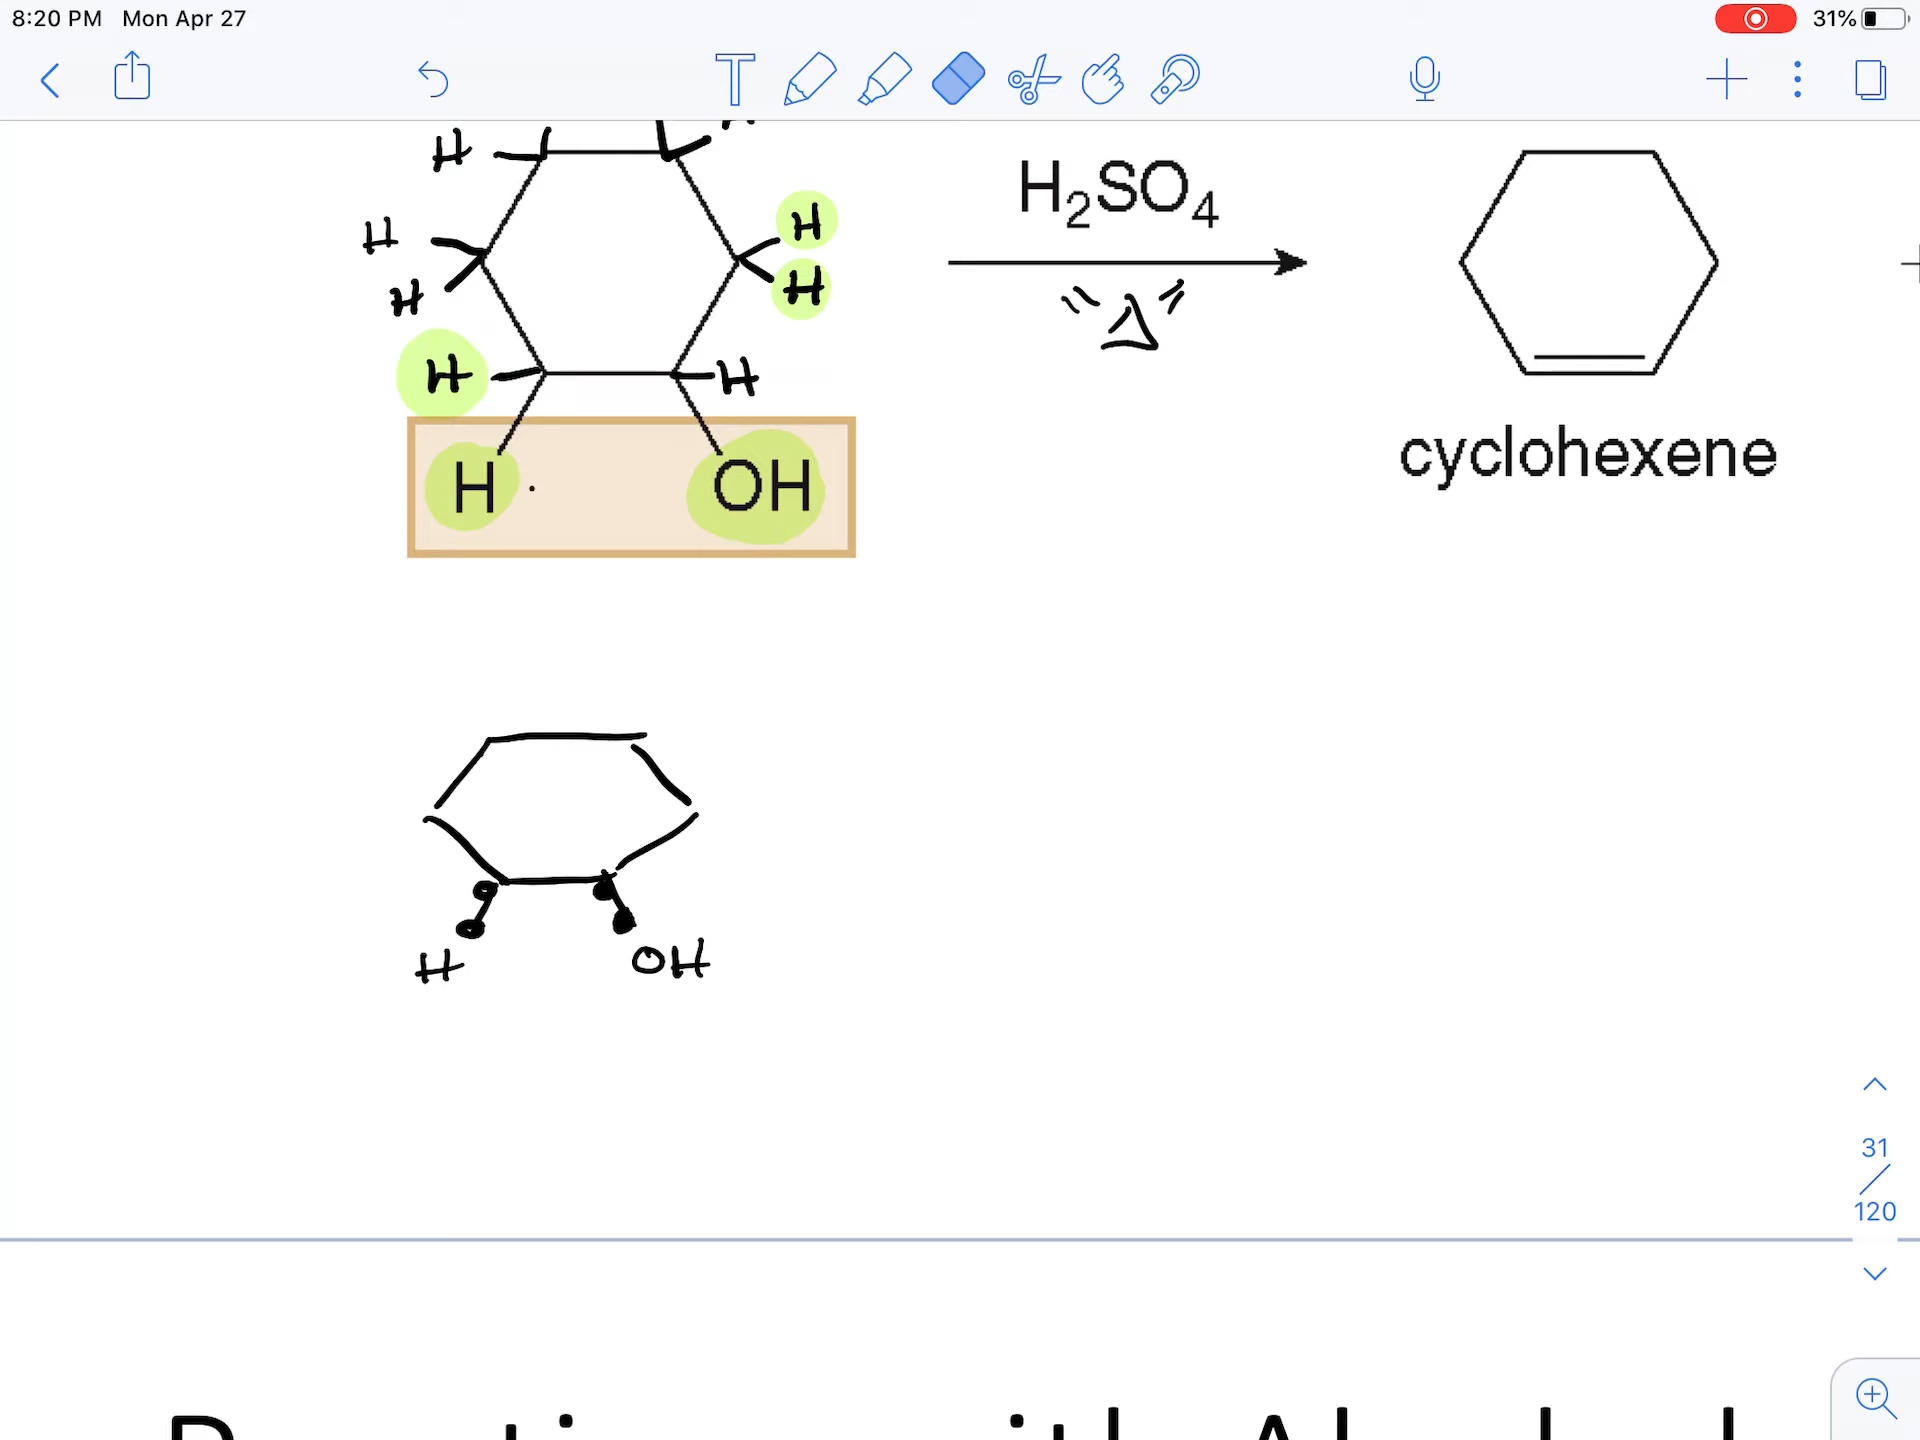 8:20 PM Mon Apr 27
31%
T
H
H
H
H
H
H
H
H
OH
H₂SO₄
"Δ"
cyclohexene
H
OH
31
120